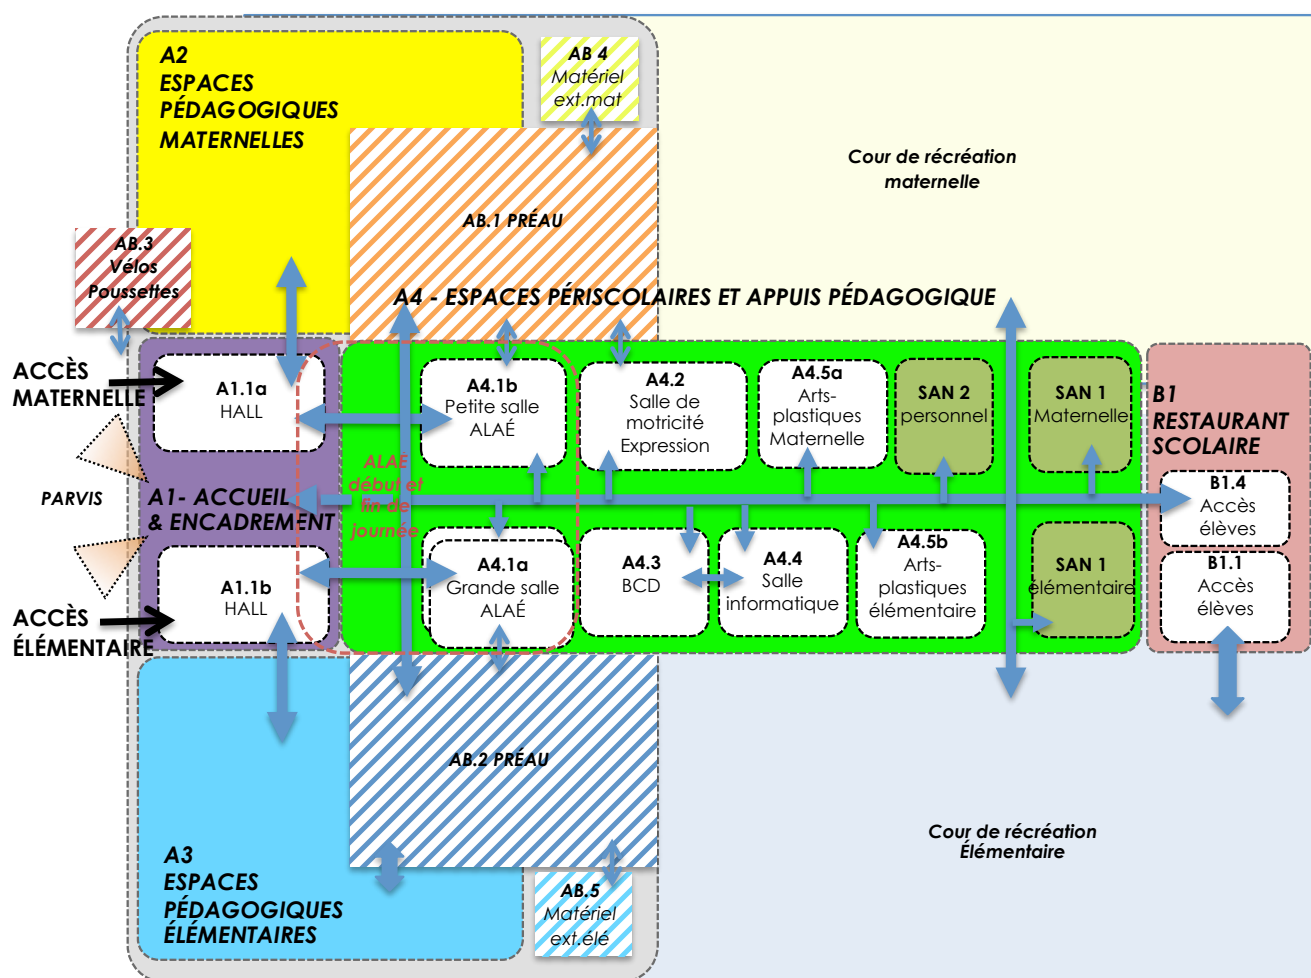 A2
ESPACES
PÉDAGOGIQUES
MATERNELLES
AB 4
Matériel
ext.mat
Cour de récréation
maternelle
AB.1 PRÉAU
AB.3
Vélos
Poussettes
A4 - ESPACES PÉRISCOLAIRES ET APPUIS PÉDAGOGIQUE
ACCÈS
MATERNELLE
A1.1a
HALL
A4.1b
Petite salle
ALAÉ
A4.2
Salle de
motricité
Expression
A4.5a
Arts-
plastiques
Maternelle
SAN 2
personnel
SAN 1
Maternelle
B1
RESTAURANT
SCOLAIRE
ALAE
début et
fin de
journée
PARVIS
A1- ACCUEIL
& ENCADREMENT
B1.4
Accès
élèves
ACCÈS
ÉLÉMENTAIRE
A1.1b
HALL
A4.1a
Grande salle
ALAÉ
A4.3
BCD
A4.4
Salle
informatique
A4.5b
Arts-
plastiques
élémentaire
SAN 1
élémentaire
B1.1
Accès
élèves
AB.2 PRÉAU
Cour de récréation
Élémentaire
A3
ESPACES
PÉDAGOGIQUES
ÉLÉMENTAIRES
AB.5
Matériel
ext.élé